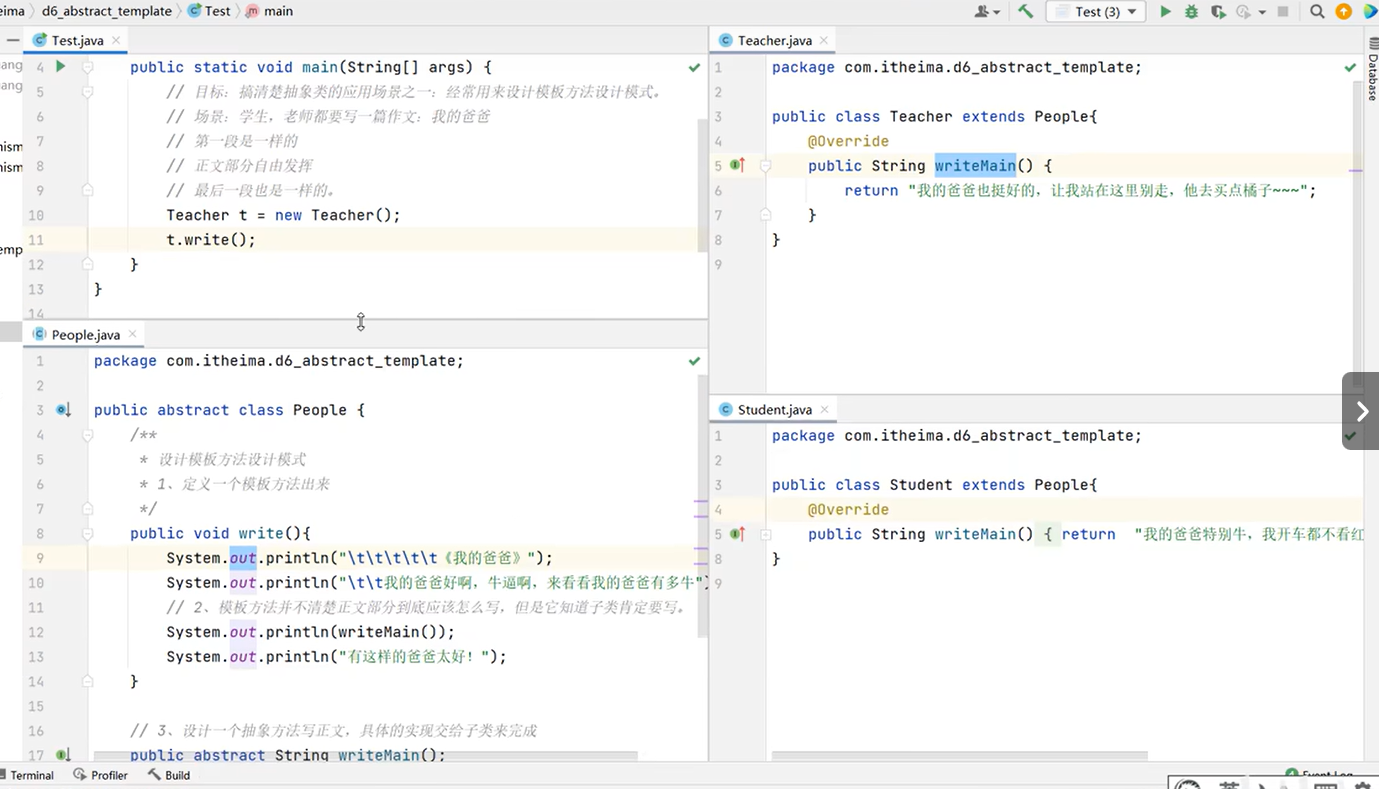 eima
d6_abstract_template
Test
main
Test (3)
Test.java
4 public static void main(String[] args) {
5 // 目标：搞清楚抽象类的应用场景之一：经常用来设计模板方法设计模式。
6 // 场景：学生，老师都要写一篇作文：我的爸爸
7 // 第一段是一样的
8 // 正文部分自由发挥
9 // 最后一段也是一样的。
10 Teacher t = new Teacher();
11 t.write();
12 }
13 }
14
People.java
1 package com.itheima.d6_abstract_template;
2
3 public abstract class People {
4 /**
5 * 设计模板方法设计模式
6 * 1、定义一个模板方法出来
7 */
8 public void write(){
9 System.out.println("\t\t\t\t\t《我的爸爸》");
10 System.out.println("\t\t我的爸爸好啊，牛逼啊，来看看我的爸爸有多牛")
11 // 2、模板方法并不清楚正文部分到底应该怎么写，但是它知道子类肯定要写。
12 System.out.println(writeMain());
13 System.out.println("有这样的爸爸太好！");
14 }
15
16 // 3、设计一个抽象方法写正文，具体的实现交给子类来完成
17 public abstract String writeMain();
Teacher.java
1 package com.itheima.d6_abstract_template;
2
3 public class Teacher extends People{
4 @Override
5 public String writeMain() {
6 return "我的爸爸也挺好的，让我站在这里别走，他去买点橘子~~~";
7 }
8 }
9
Student.java
1 package com.itheima.d6_abstract_template;
2
3 public class Student extends People{
4 @Override
5 public String writeMain() { return "我的爸爸特别牛，我开车都不看红
8 }
9
Database
Terminal
Profiler
Build
Event Log
英